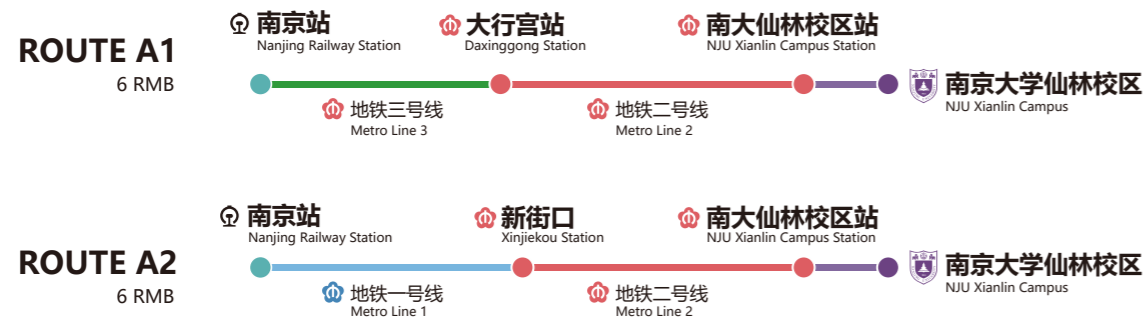 南京站
Nanjing Railway Station
大行宫站
Daxinggong Station
南大仙林校区站
NJU Xianlin Campus Station
ROUTE A1
6 RMB
南京大学仙林校区
NJU Xianlin Campus
地铁三号线
Metro Line 3
地铁二号线
Metro Line 2
南京站
Nanjing Railway Station
新街口
Xinjiekou Station
南大仙林校区站
NJU Xianlin Campus Station
ROUTE A2
6 RMB
南京大学仙林校区
NJU Xianlin Campus
地铁一号线
Metro Line 1
地铁二号线
Metro Line 2